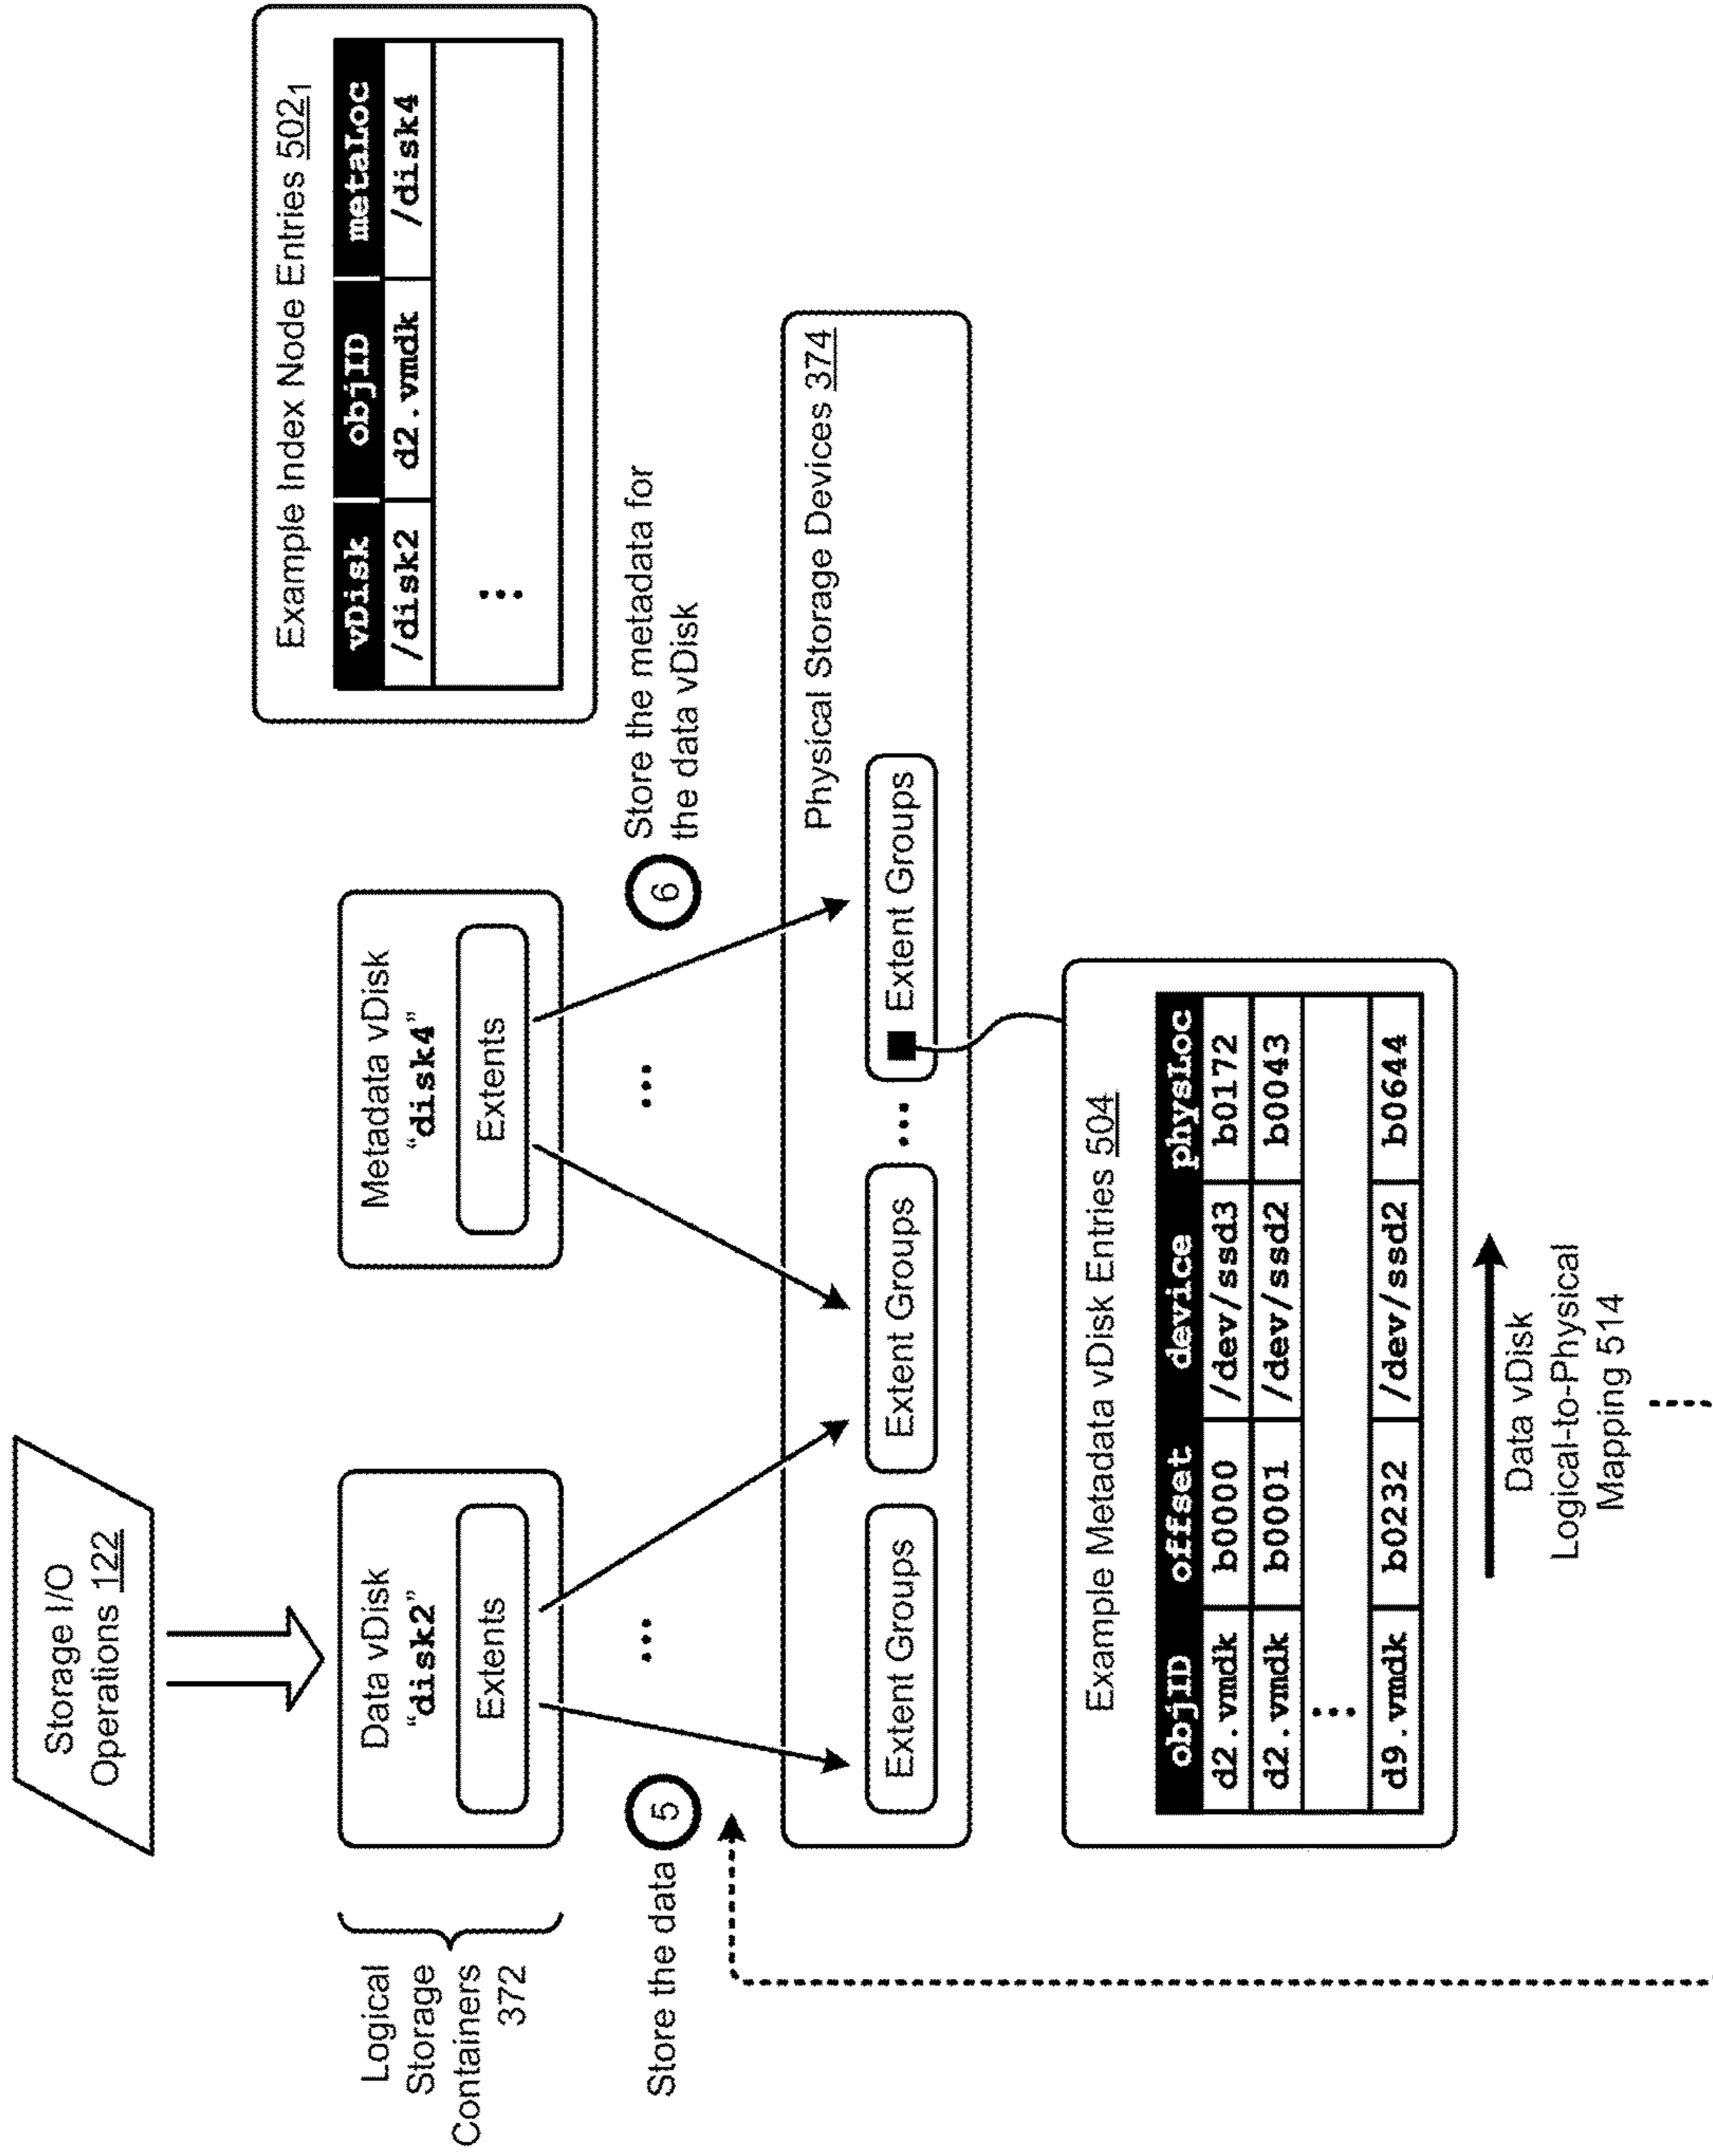 Storage I/O
Operations 122
Logical
Storage
Containers
372
Data vDisk
"disk2"
Extents
Metadata vDisk
"disk4"
Extents
Example Index Node Entries 502₁
vDisk objID metaLoc
/disk2 d2.vmdk /disk4
⋮
Store the data 5
...
...
6 Store the metadata for
the data vDisk
Physical Storage Devices 374
Extent Groups
Extent Groups
...
Extent Groups
Example Metadata vDisk Entries 504
objID offset device physLoc
d2.vmdk b0000 /dev/ssd3 b0172
d2.vmdk b0001 /dev/ssd2 b0043
⋮
d9.vmdk b0232 /dev/ssd2 b0644
Data vDisk
Logical-to-Physical
Mapping 514